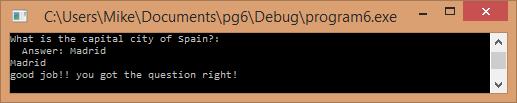 C:\Users\Mike\Documents\pg6\Debug\program6.exe
What is the capital city of Spain?:
  Answer: Madrid
Madrid
good job!! you got the question right!